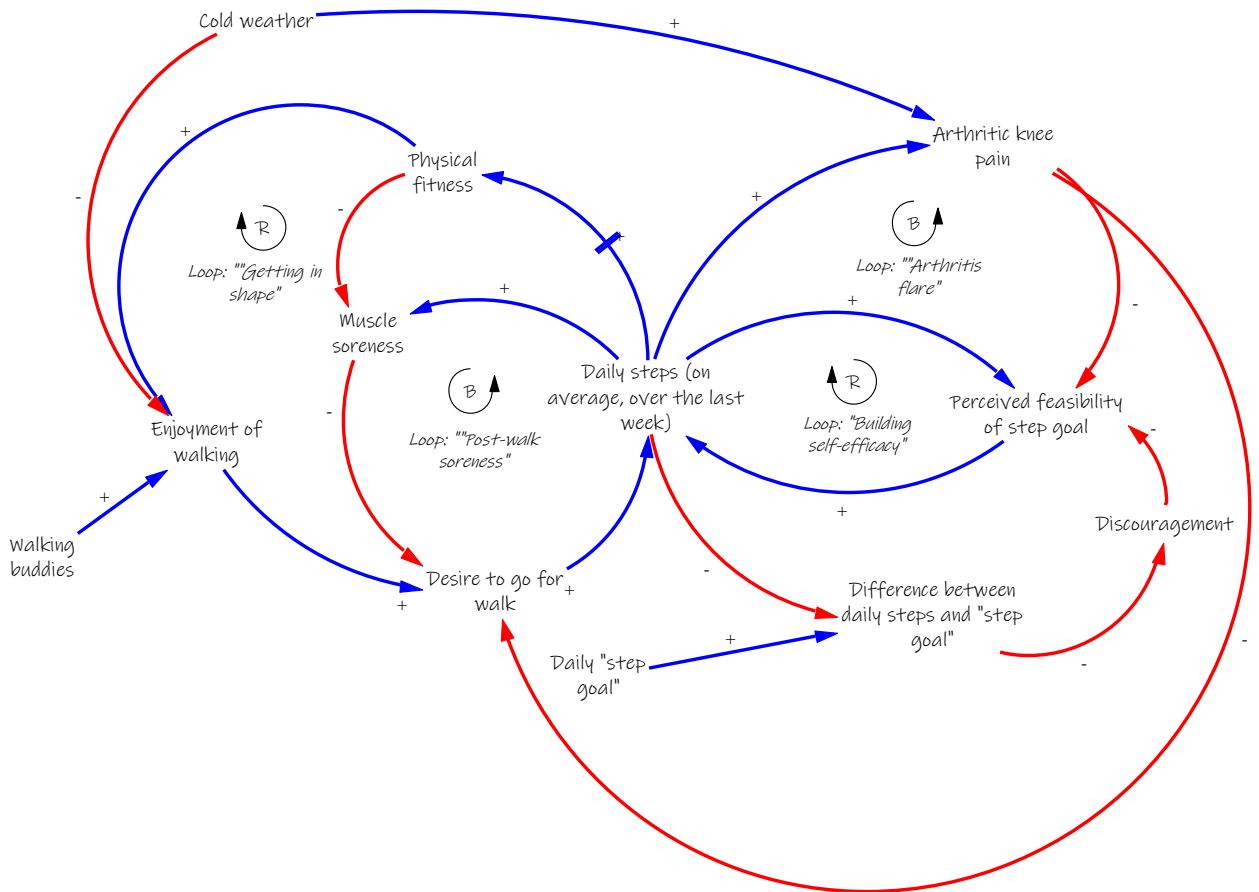 Cold weather
+
Arthritic knee
pain
+
Physical
fitness
-
-
+
+
R
B
Loop: ""Getting in
shape"
Loop: ""Arthritis
flare"
+
+
-
Muscle
soreness
Daily steps (on
average, over the last
week)
B
R
Perceived feasibility
of step goal
-
Loop: ""Post-walk
soreness"
Loop: "Building
self-efficacy"
Enjoyment of
walking
-
+
+
Discouragement
Walking
buddies
-
Desire to go for
walk
+
+
Difference between
daily steps and "step
goal"
+
-
-
Daily "step
goal"